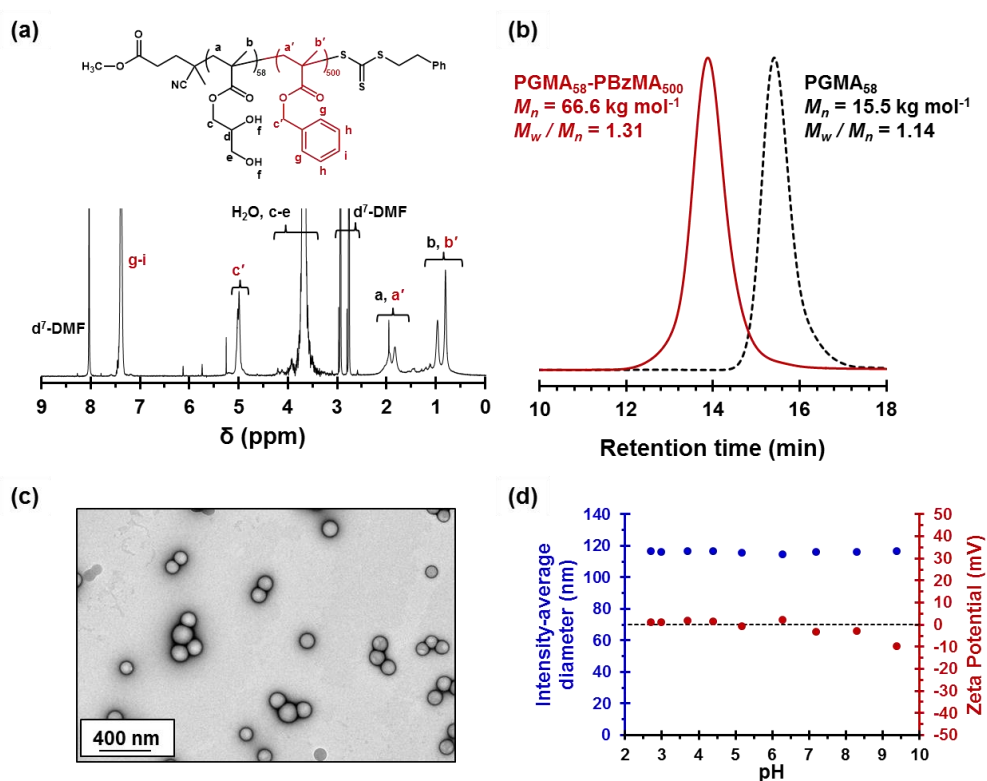 (a)
a
b
a′
b′
H₃C
O
O
NC
58
500
S
S
S
Ph
O
O
O
O
c
d
OH
f
e
OH
f
c′
g
h
i
g
h
H₂O, c-e
d⁷-DMF
g-i
c′
a, a′
b, b′
d⁷-DMF
9 8 7 6 5 4 3 2 1 0
δ (ppm)
(b)
PGMA₅₈-PBzMA₅₀₀
Mₙ = 66.6 kg mol⁻¹
M_w / Mₙ = 1.31
PGMA₅₈
Mₙ = 15.5 kg mol⁻¹
M_w / Mₙ = 1.14
10 12 14 16 18
Retention time (min)
(c)
400 nm
(d)
Intensity-average
diameter (nm)
140
120
100
80
60
40
20
0
2 3 4 5 6 7 8 9 10
pH
50
40
30
20
10
0
-10
-20
-30
-40
-50
Zeta Potential (mV)